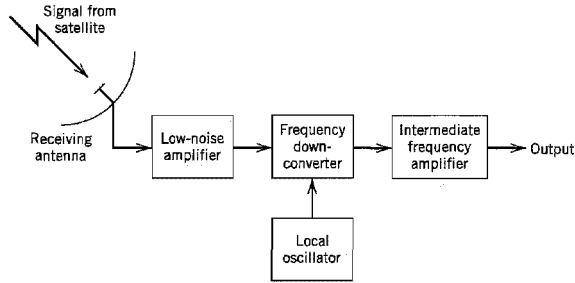 Signal from
satellite
Receiving
antenna
Low-noise
amplifier
Frequency
down-
converter
Intermediate
frequency
amplifier
Output
Local
oscillator